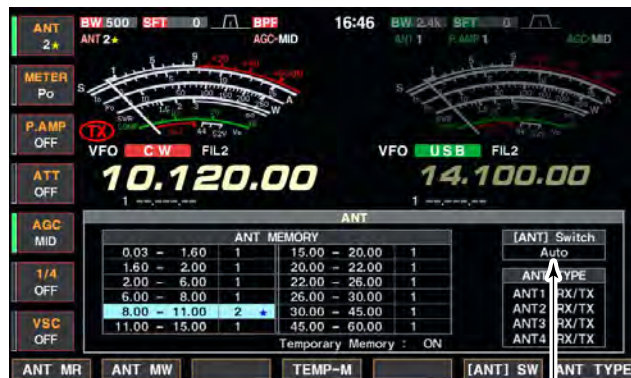 ANT
2★
METER
Po
P.AMP
OFF
ATT
OFF
AGC
MID
1/4
OFF
VSC
OFF
BW 500 SFT 0 BPF
ANT 2★ AGC-MID
16:46
BW 2.4k SFT 0
ANT 1 P.AMP 1 AGC-MID
TX
VFO CW FIL2
10.120.00
1 --.---.--
VFO USB FIL2
14.100.00
1 --.---.--
ANT
ANT MEMORY
0.03 – 1.60 1 15.00 – 20.00 1
1.60 – 2.00 1 20.00 – 22.00 1
2.00 – 6.00 1 22.00 – 26.00 1
6.00 – 8.00 1 26.00 – 30.00 1
8.00 – 11.00 2 ★ 30.00 – 45.00 1
11.00 – 15.00 1 45.00 – 60.00 1
Temporary Memory : ON
[ANT] Switch
Auto
ANT TYPE
ANT1 RX/TX
ANT2 RX/TX
ANT3 RX/TX
ANT4 RX/TX
ANT MR ANT MW TEMP-M [ANT] SW ANT TYPE